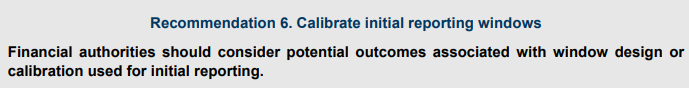 Recommendation 6. Calibrate initial reporting windows
Financial authorities should consider potential outcomes associated with window design or
calibration used for initial reporting.